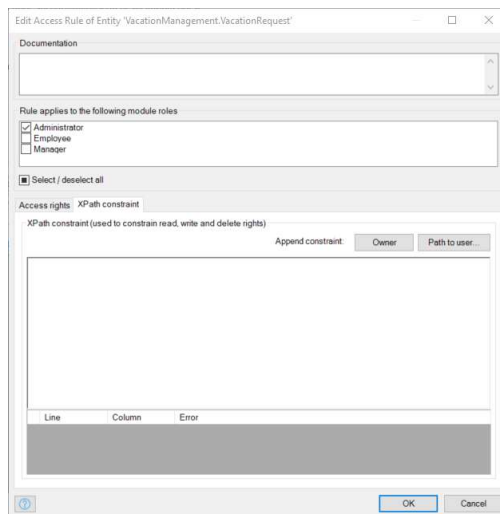 Edit Access Rule of Entity 'VacationManagement.VacationRequest'
Documentation
Rule applies to the following module roles
Administrator
Employee
Manager
Select / deselect all
Access rights XPath constraint
XPath constraint (used to constrain read, write and delete rights)
Append constraint: Owner Path to user...
Line Column Error
OK Cancel